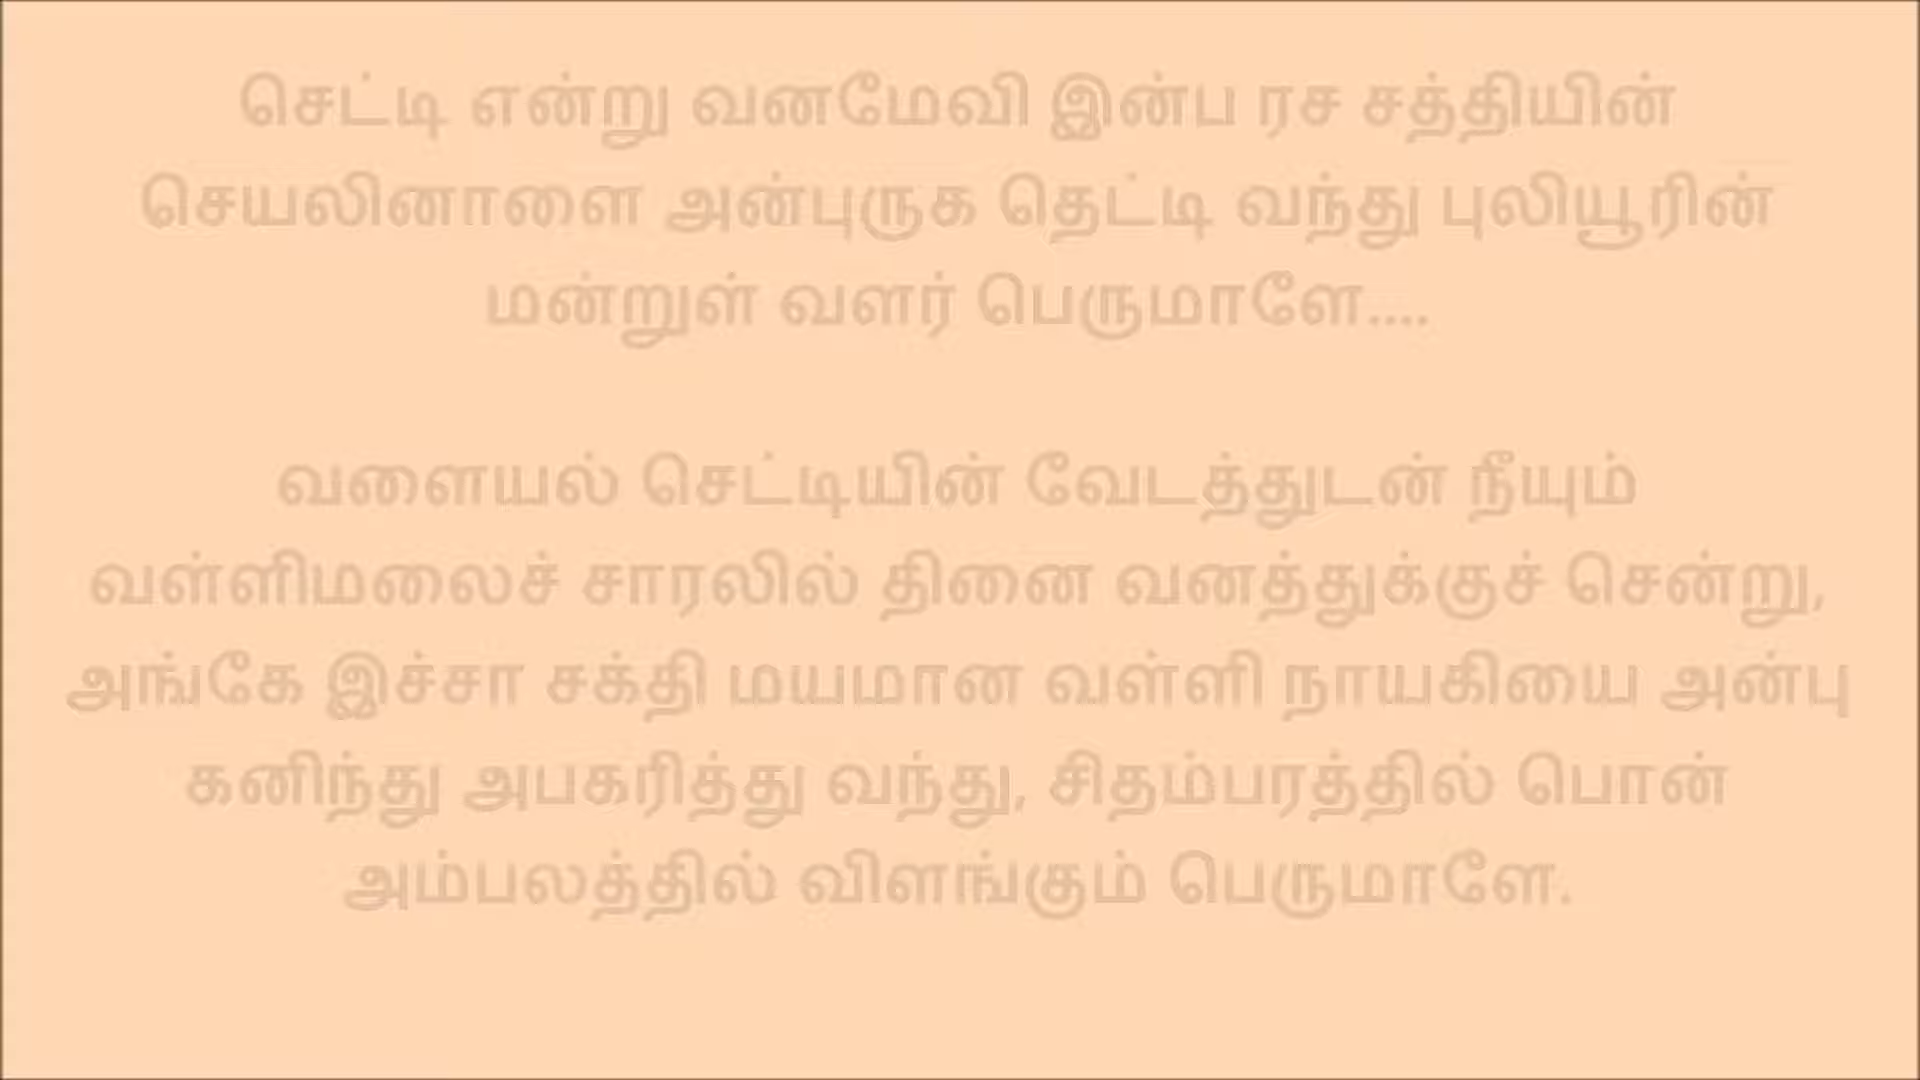 செட்டி என்று வனமேவி இன்ப ரச சத்தியின்
செயலினாளை அன்புருக தெட்டி வந்து புலியூரின்
மன்றுள் வளர் பெருமாளே....
வளையல் செட்டியின் வேடத்துடன் நீயும்
வள்ளிமலைச் சாரலில் தினை வனத்துக்குச் சென்று,
அங்கே இச்சா சக்தி மயமான வள்ளி நாயகியை அன்பு
கனிந்து அபகரித்து வந்து, சிதம்பரத்தில் பொன்
அம்பலத்தில் விளங்கும் பெருமாளே.